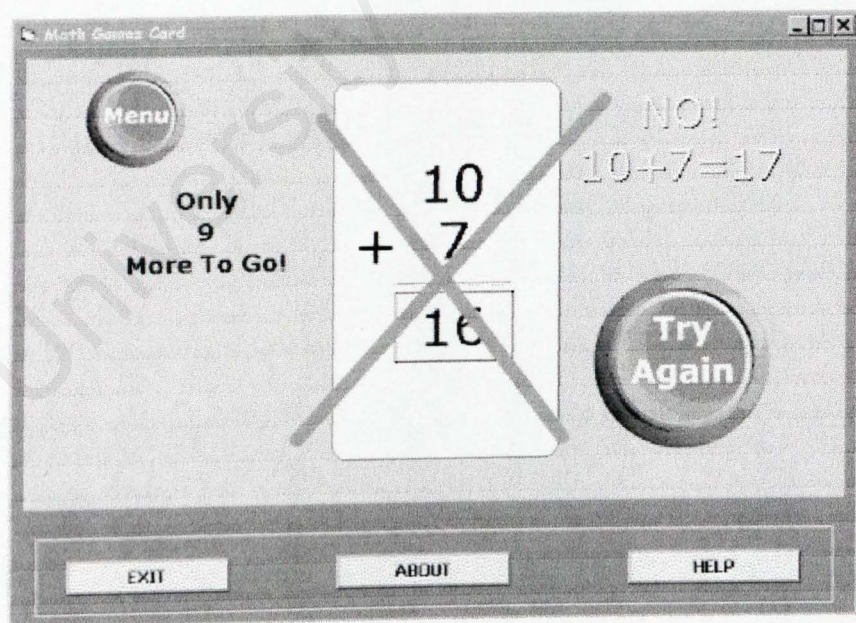 Math Games Card
Menu
NO!
10+7=17
Only
9
More To Go!
10
+ 7
16
Try
Again
EXIT
ABOUT
HELP
University